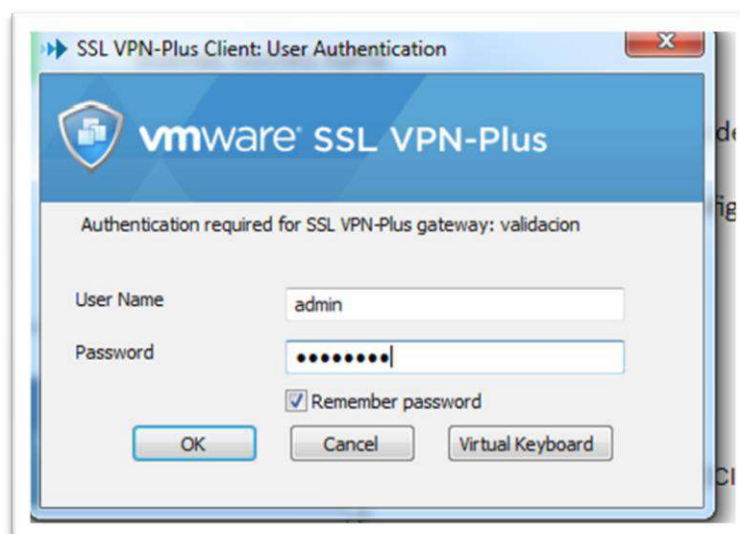 SSL VPN-Plus Client: User Authentication
vmware® SSL VPN-Plus
Authentication required for SSL VPN-Plus gateway: validacion
User Name admin
Password ••••••••
Remember password
OK Cancel Virtual Keyboard